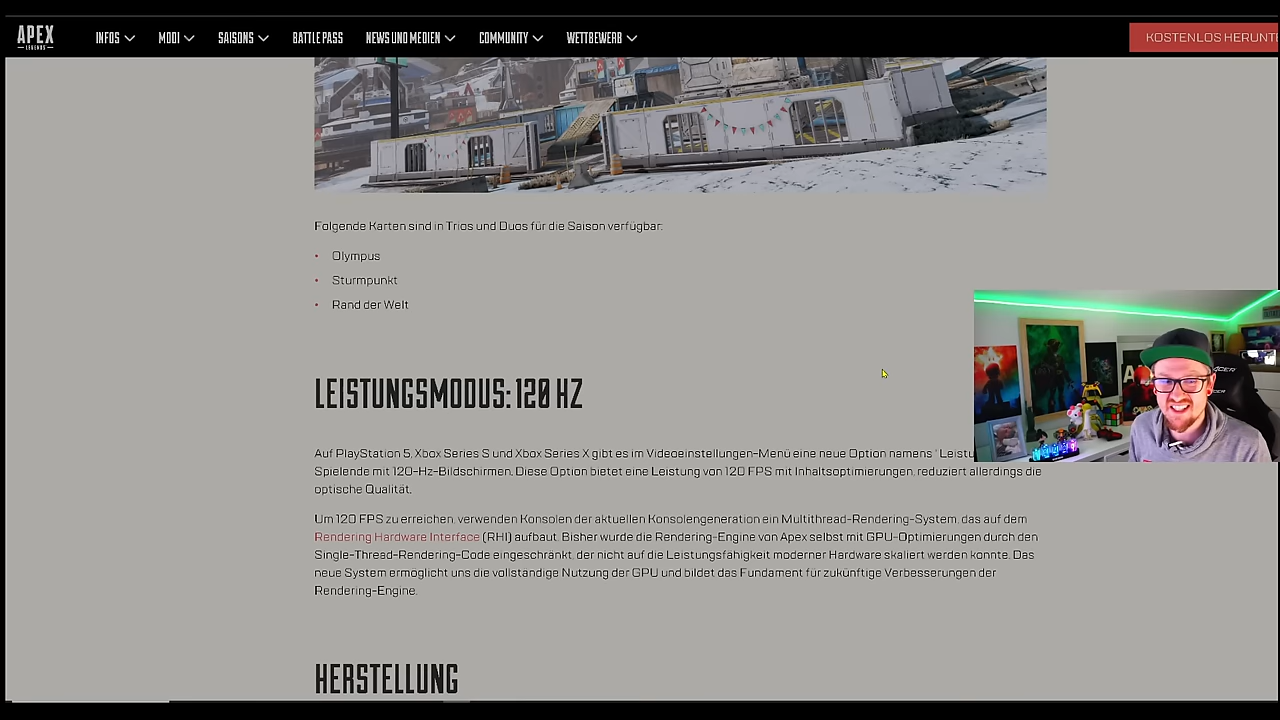 APEX
LEGENDS
INFOS MODI SAISONS BATTLE PASS NEWS UND MEDIEN COMMUNITY WETTBEWERB
KOSTENLOS HERUNT
Folgende Karten sind in Trios und Duos für die Saison verfügbar:
• Olympus
• Sturmpunkt
• Rand der Welt
LEISTUNGSMODUS: 120 HZ
Auf PlayStation 5, Xbox Series S und Xbox Series X gibt es im Videoeinstellungen-Menü eine neue Option namens "Leistu
Spielende mit 120-Hz-Bildschirmen. Diese Option bietet eine Leistung von 120 FPS mit Inhaltsoptimierungen, reduziert allerdings die
optische Qualität.
Um 120 FPS zu erreichen, verwenden Konsolen der aktuellen Konsolengeneration ein Multithread-Rendering-System, das auf dem
Rendering Hardware Interface (RHI) aufbaut. Bisher wurde die Rendering-Engine von Apex selbst mit GPU-Optimierungen durch den
Single-Thread-Rendering-Code eingeschränkt, der nicht auf die Leistungsfähigkeit moderner Hardware skaliert werden konnte. Das
neue System ermöglicht uns die vollständige Nutzung der GPU und bildet das Fundament für zukünftige Verbesserungen der
Rendering-Engine.
HERSTELLUNG